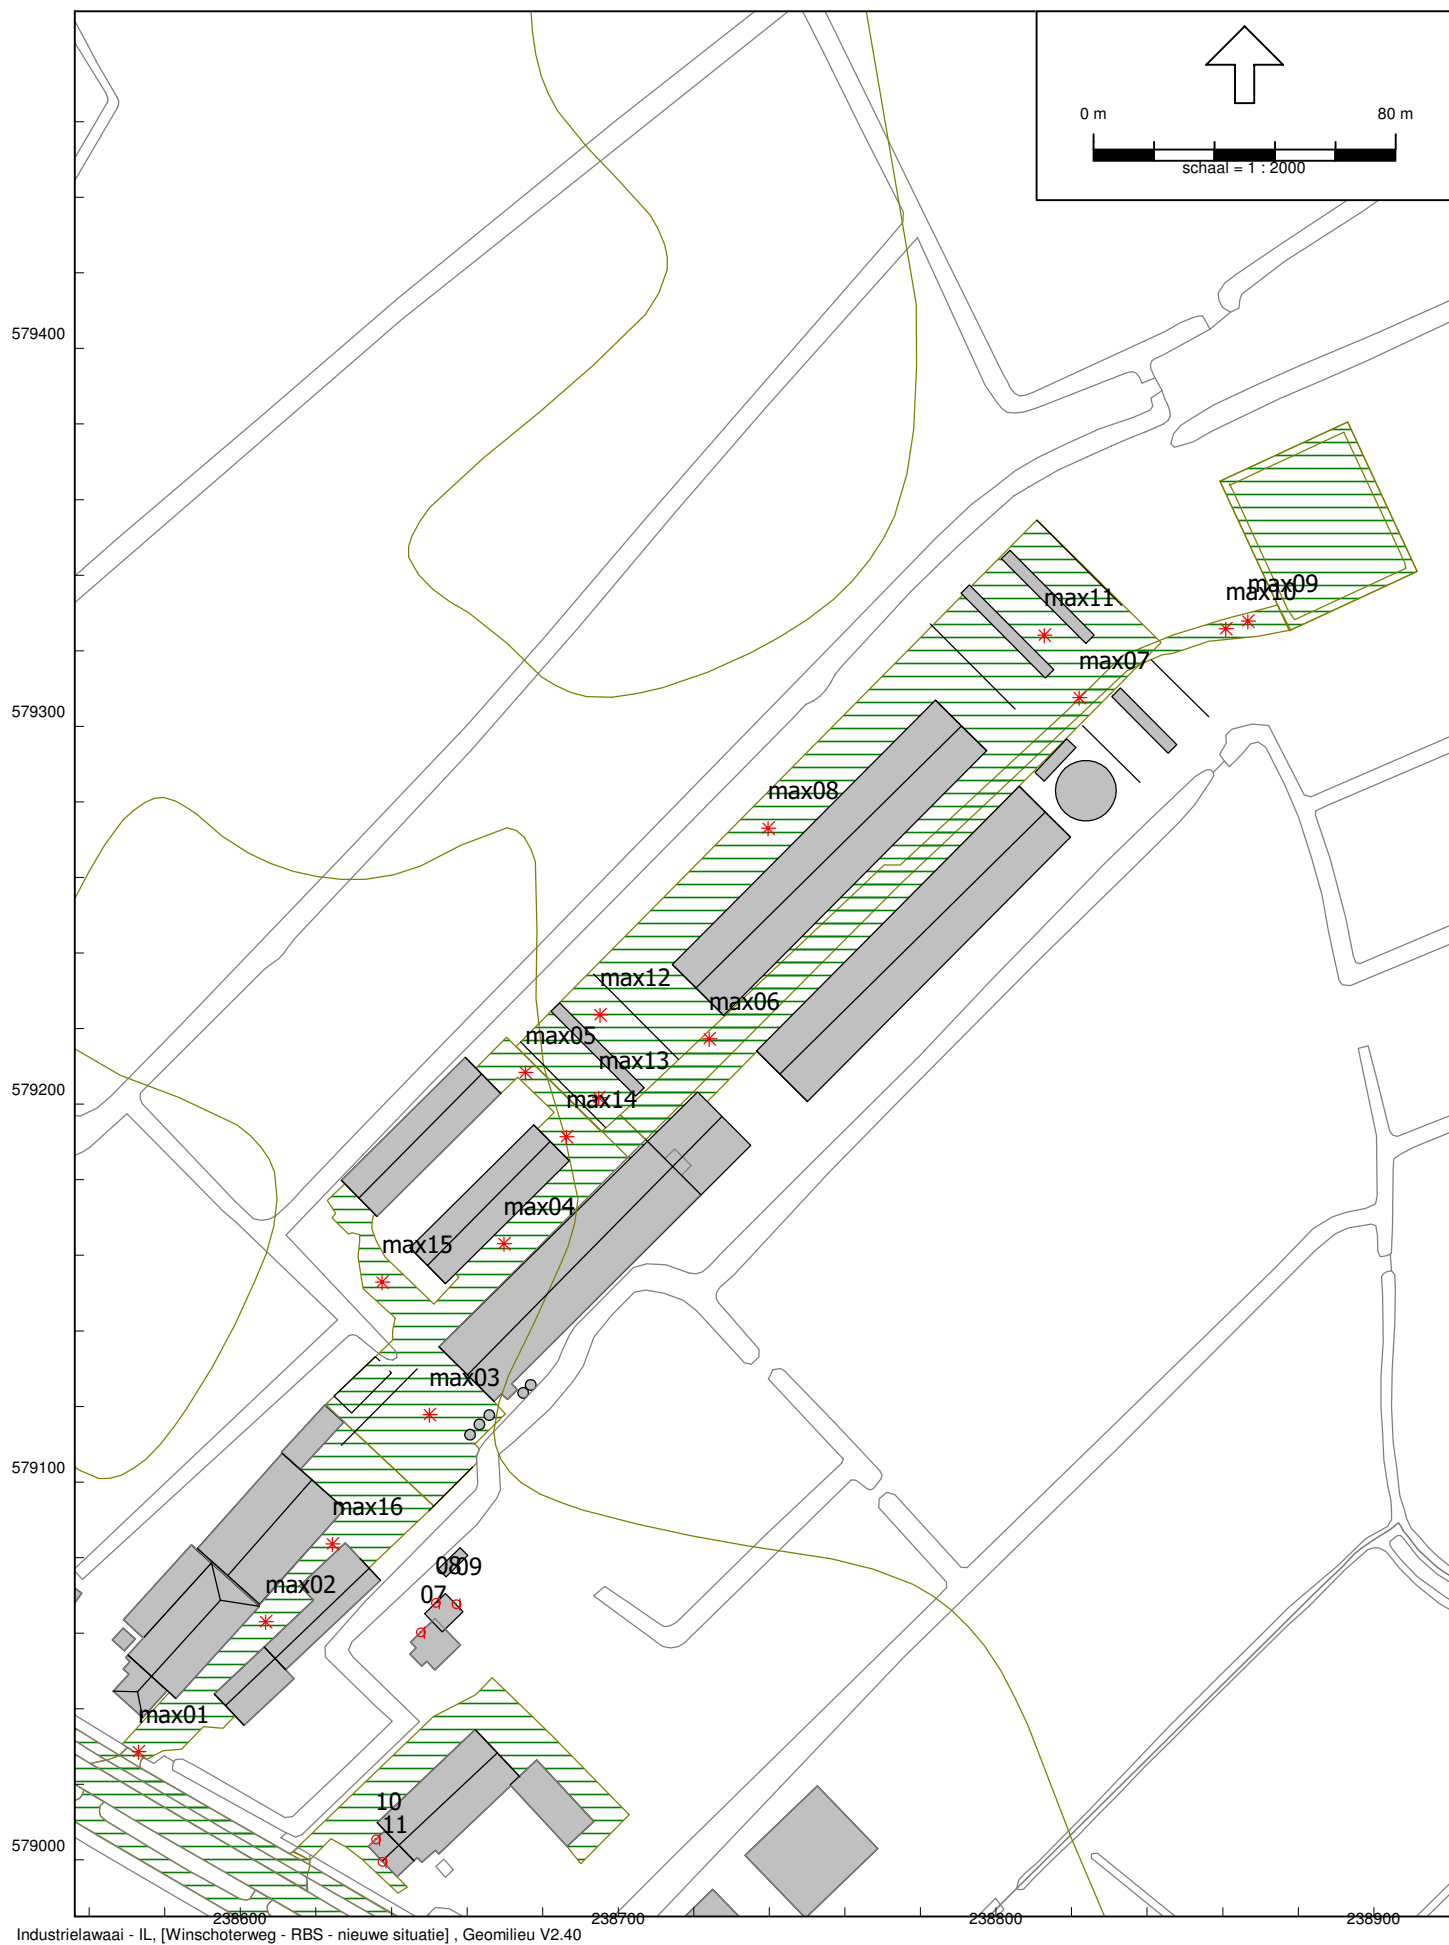 0 m
80 m
schaal = 1 : 2000
579400
max09
max10
max11
max07
579300
max08
max12
max06
max05
max13
max14
579200
max04
max15
max03
579100
max16
08
09
max02
07
max01
10
11
579000
238600
238700
238800
238900
Industrielawaai - IL, [Winschoterweg - RBS - nieuwe situatie] , Geomilieu V2.40